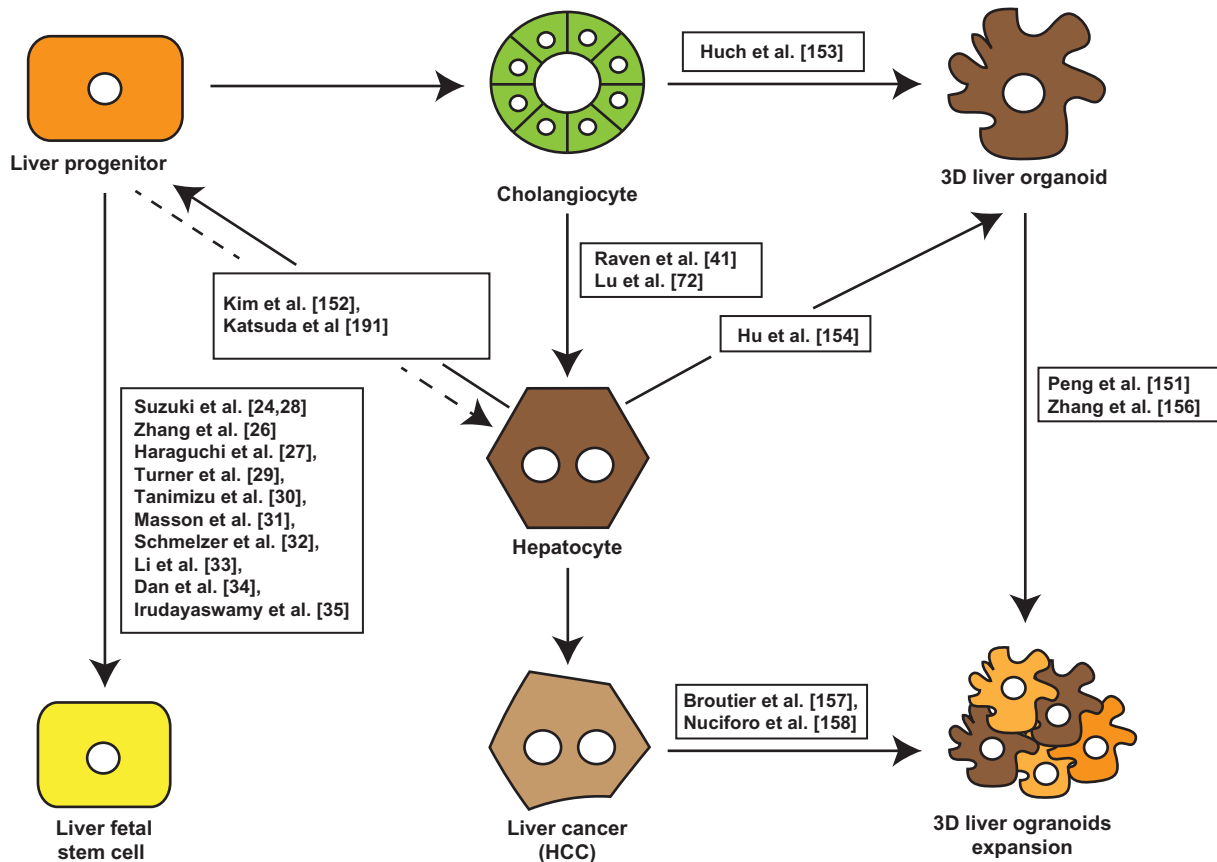 Huch et al. [153]
Liver progenitor
Cholangiocyte
3D liver organoid
Raven et al. [41]
Lu et al. [72]
Kim et al. [152],
Katsuda et al [191]
Hu et al. [154]
Peng et al. [151]
Zhang et al. [156]
Suzuki et al. [24,28]
Zhang et al. [26]
Haraguchi et al. [27],
Turner et al. [29],
Tanimizu et al. [30],
Masson et al. [31],
Schmelzer et al. [32],
Li et al. [33],
Dan et al. [34],
Irudayaswamy et al. [35]
Hepatocyte
Broutier et al. [157],
Nuciforo et al. [158]
Liver fetal
stem cell
Liver cancer
(HCC)
3D liver ogranoids
expansion